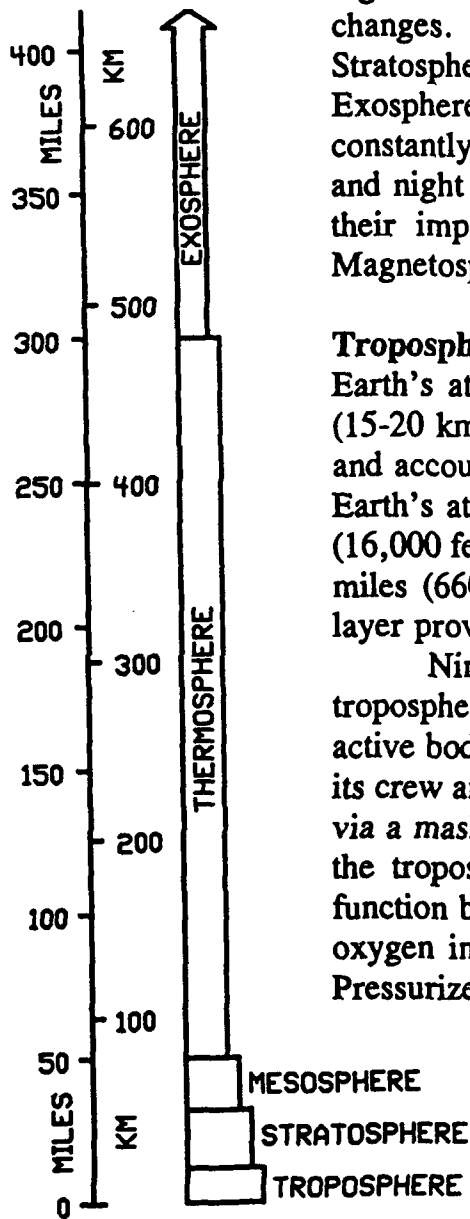 400
MILES
350
300
250
200
150
100
50
MILES
0
KM
600
500
400
300
200
100
KM
EXOSPHERE
THERMOSPHERE
MESOSPHERE
STRATOSPHERE
TROPOSPHERE
changes.
Stratosphe
Exosphere
constantly
and night
their imp
Magnetosp
Troposph
Earth's at
(15-20 km
and accou
Earth's at
(16,000 fe
miles (660
layer prov
Nin
troposphe
active bod
its crew a
via a mas
the tropos
function b
oxygen in
Pressurize